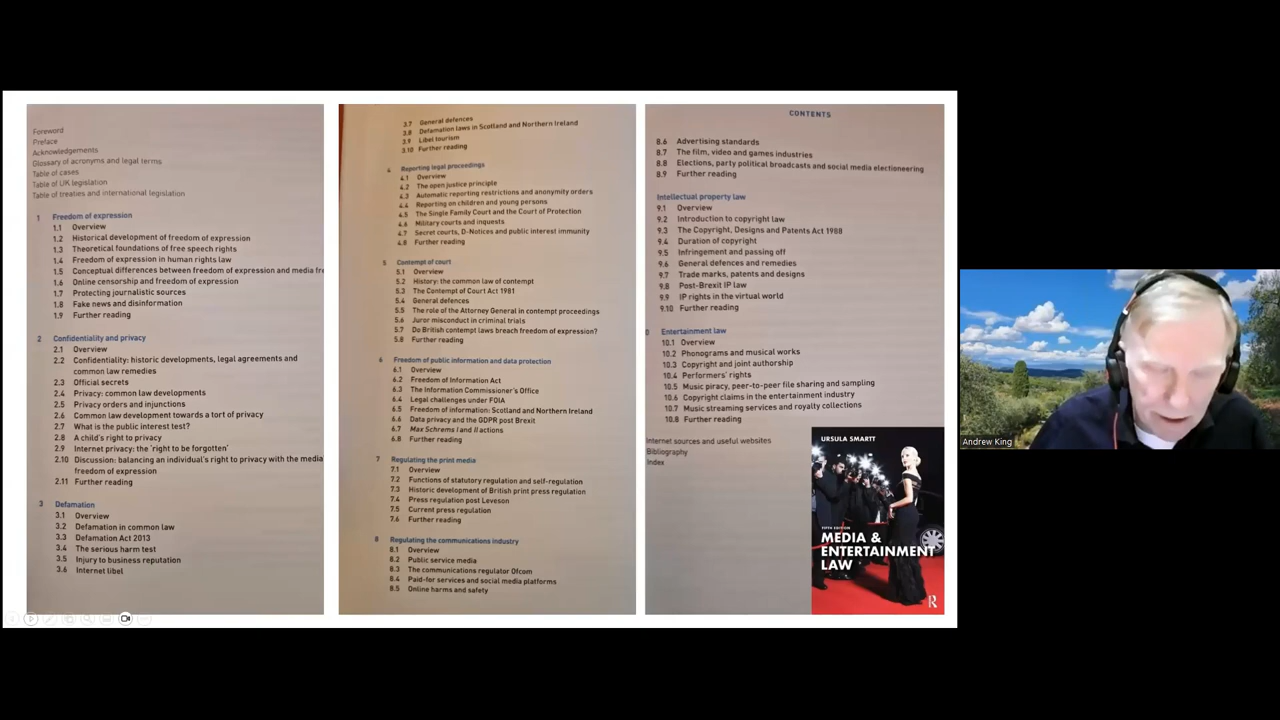 Foreword
Preface
Acknowledgements
Glossary of acronyms and legal terms
Table of cases
Table of UK legislation
Table of treaties and international legislation
1 Freedom of expression
1.1 Overview
1.2 Historical development of freedom of expression
1.3 Theoretical foundations of free speech rights
1.4 Freedom of expression in human rights law
1.5 Conceptual differences between freedom of expression and media fre
1.6 Online censorship and freedom of expression
1.7 Protecting journalistic sources
1.8 Fake news and disinformation
1.9 Further reading
2 Confidentiality and privacy
2.1 Overview
2.2 Confidentiality: historic developments, legal agreements and
common law remedies
2.3 Official secrets
2.4 Privacy: common law developments
2.5 Privacy orders and injunctions
2.6 Common law development towards a tort of privacy
2.7 What is the public interest test?
2.8 A child's right to privacy
2.9 Internet privacy: the 'right to be forgotten'
2.10 Discussion: balancing an individual's right to privacy with the media
freedom of expression
2.11 Further reading
3 Defamation
3.1 Overview
3.2 Defamation in common law
3.3 Defamation Act 2013
3.4 The serious harm test
3.5 Injury to business reputation
3.6 Internet libel
3.7 General defences
3.8 Defamation laws in Scotland and Northern Ireland
3.9 Libel tourism
3.10 Further reading
4 Reporting legal proceedings
4.1 Overview
4.2 The open justice principle
4.3 Automatic reporting restrictions and anonymity orders
4.4 Reporting on children and young persons
4.5 The Single Family Court and the Court of Protection
4.6 Military courts and inquests
4.7 Secret courts, D-Notices and public interest immunity
4.8 Further reading
5 Contempt of court
5.1 Overview
5.2 History: the common law of contempt
5.3 The Contempt of Court Act 1981
5.4 General defences
5.5 The role of the Attorney General in contempt proceedings
5.6 Juror misconduct in criminal trials
5.7 Do British contempt laws breach freedom of expression?
5.8 Further reading
6 Freedom of public information and data protection
6.1 Overview
6.2 Freedom of Information Act
6.3 The Information Commissioner's Office
6.4 Legal challenges under FOIA
6.5 Freedom of information: Scotland and Northern Ireland
6.6 Data privacy and the GDPR post Brexit
6.7 Max Schrems I and II actions
6.8 Further reading
7 Regulating the print media
7.1 Overview
7.2 Functions of statutory regulation and self-regulation
7.3 Historic development of British print press regulation
7.4 Press regulation post Leveson
7.5 Current press regulation
7.6 Further reading
8 Regulating the communications industry
8.1 Overview
8.2 Public service media
8.3 The communications regulator Ofcom
8.4 Paid-for services and social media platforms
8.5 Online harms and safety
CONTENTS
8.6 Advertising standards
8.7 The film, video and games industries
8.8 Elections, party political broadcasts and social media electioneering
8.9 Further reading
Intellectual property law
9.1 Overview
9.2 Introduction to copyright law
9.3 The Copyright, Designs and Patents Act 1988
9.4 Duration of copyright
9.5 Infringement and passing off
9.6 General defences and remedies
9.7 Trade marks, patents and designs
9.8 Post-Brexit IP law
9.9 IP rights in the virtual world
9.10 Further reading
0 Entertainment law
10.1 Overview
10.2 Phonograms and musical works
10.3 Copyright and joint authorship
10.4 Performers' rights
10.5 Music piracy, peer-to-peer file sharing and sampling
10.6 Copyright claims in the entertainment industry
10.7 Music streaming services and royalty collections
10.8 Further reading
Internet sources and useful websites
Bibliography
Index
URSULA SMARTT
FIFTH EDITION
MEDIA &
ENTERTAINMENT
LAW
R
Andrew King